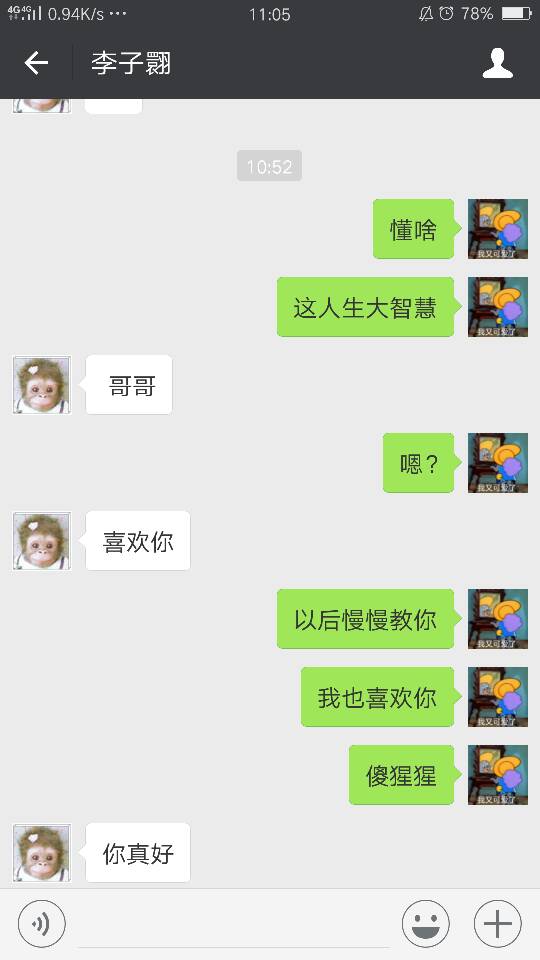 4G 4G 0.94K/s ··· 11:05 78%
李子翾
10:52
懂啥
我又可爱了
这人生大智慧
我又可爱了
哥哥
嗯？
我又可爱了
喜欢你
以后慢慢教你
我又可爱了
我也喜欢你
我又可爱了
傻猩猩
我又可爱了
你真好